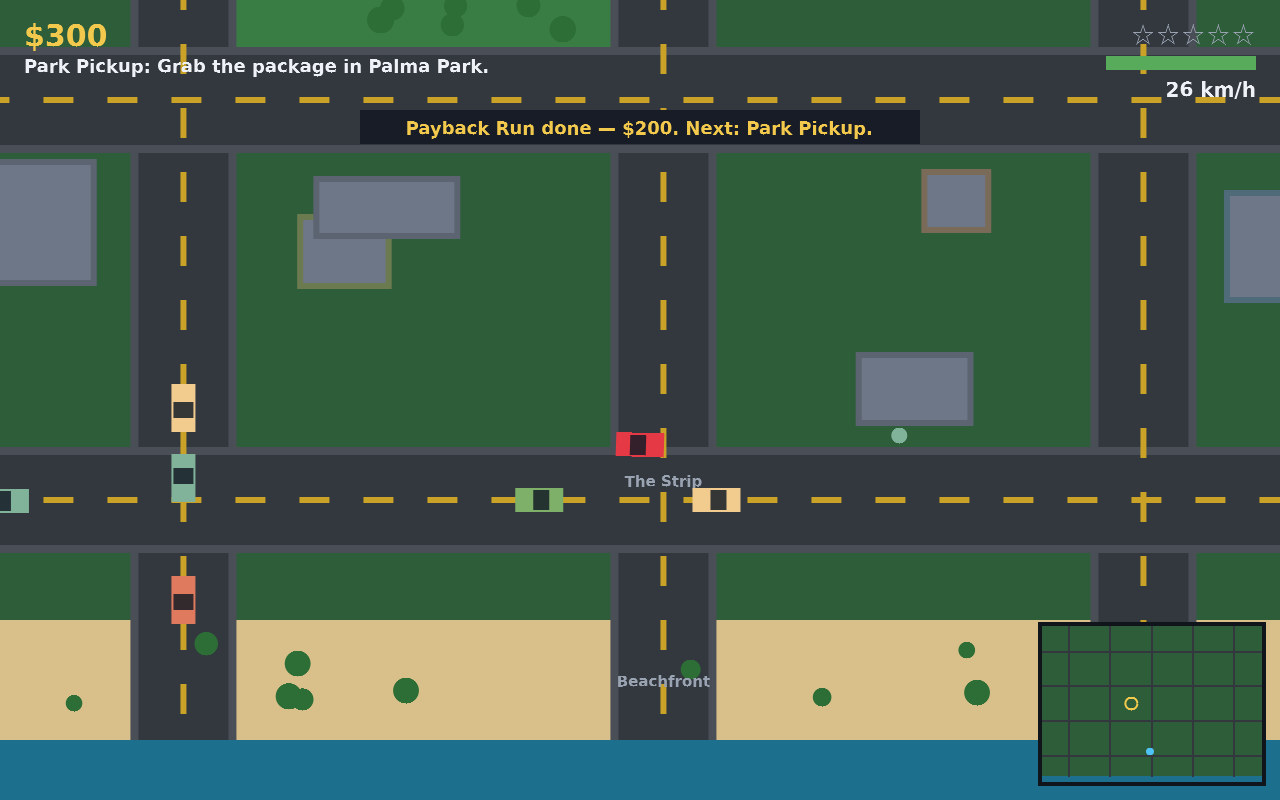 $300
☆☆☆☆☆
Park Pickup: Grab the package in Palma Park.
26 km/h
Payback Run done — $200. Next: Park Pickup.
The Strip
Beachfront